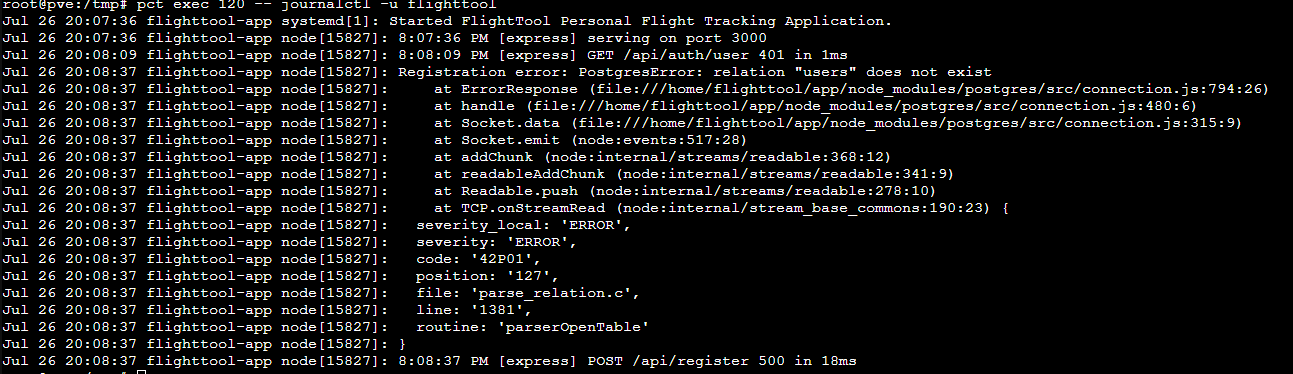 root@pve:/tmp# pct exec 120 -- journalctl -u flighttool
Jul 26 20:07:36 flighttool-app systemd[1]: Started FlightTool Personal Flight Tracking Application.
Jul 26 20:07:36 flighttool-app node[15827]: 8:07:36 PM [express] serving on port 3000
Jul 26 20:08:09 flighttool-app node[15827]: 8:08:09 PM [express] GET /api/auth/user 401 in 1ms
Jul 26 20:08:37 flighttool-app node[15827]: Registration error: PostgresError: relation "users" does not exist
Jul 26 20:08:37 flighttool-app node[15827]:     at ErrorResponse (file:///home/flighttool/app/node_modules/postgres/src/connection.js:794:26)
Jul 26 20:08:37 flighttool-app node[15827]:     at handle (file:///home/flighttool/app/node_modules/postgres/src/connection.js:480:6)
Jul 26 20:08:37 flighttool-app node[15827]:     at Socket.data (file:///home/flighttool/app/node_modules/postgres/src/connection.js:315:9)
Jul 26 20:08:37 flighttool-app node[15827]:     at Socket.emit (node:events:517:28)
Jul 26 20:08:37 flighttool-app node[15827]:     at addChunk (node:internal/streams/readable:368:12)
Jul 26 20:08:37 flighttool-app node[15827]:     at readableAddChunk (node:internal/streams/readable:341:9)
Jul 26 20:08:37 flighttool-app node[15827]:     at Readable.push (node:internal/streams/readable:278:10)
Jul 26 20:08:37 flighttool-app node[15827]:     at TCP.onStreamRead (node:internal/stream_base_commons:190:23) {
Jul 26 20:08:37 flighttool-app node[15827]:   severity_local: 'ERROR',
Jul 26 20:08:37 flighttool-app node[15827]:   severity: 'ERROR',
Jul 26 20:08:37 flighttool-app node[15827]:   code: '42P01',
Jul 26 20:08:37 flighttool-app node[15827]:   position: '127',
Jul 26 20:08:37 flighttool-app node[15827]:   file: 'parse_relation.c',
Jul 26 20:08:37 flighttool-app node[15827]:   line: '1381',
Jul 26 20:08:37 flighttool-app node[15827]:   routine: 'parserOpenTable'
Jul 26 20:08:37 flighttool-app node[15827]: }
Jul 26 20:08:37 flighttool-app node[15827]: 8:08:37 PM [express] POST /api/register 500 in 18ms